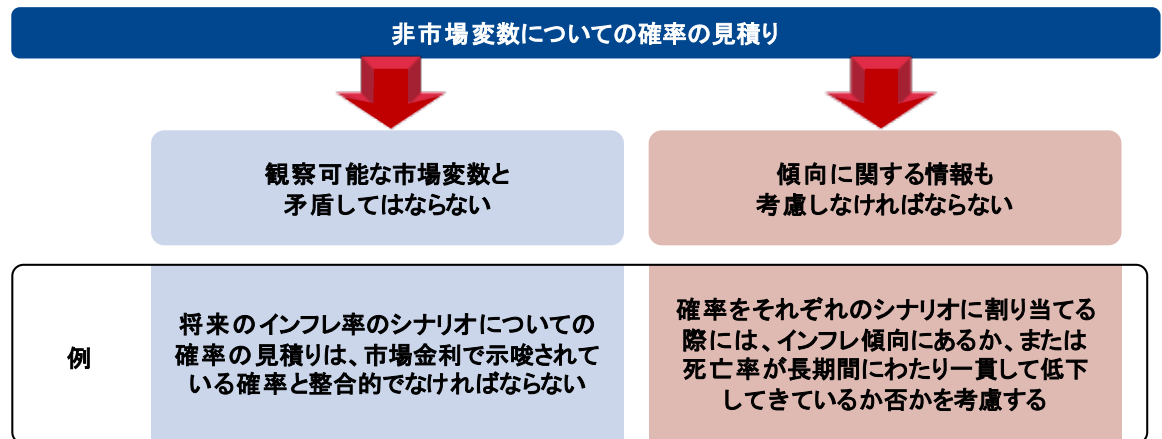 非市場変数についての確率の見積り
観察可能な市場変数と
矛盾してはならない
傾向に関する情報も
考慮しなければならない
例
将来のインフレ率のシナリオについての
確率の見積りは、市場金利で示唆されて
いる確率と整合的でなければならない
確率をそれぞれのシナリオに割り当てる
際には、インフレ傾向にあるか、または
死亡率が長期間にわたり一貫して低下
してきているか否かを考慮する